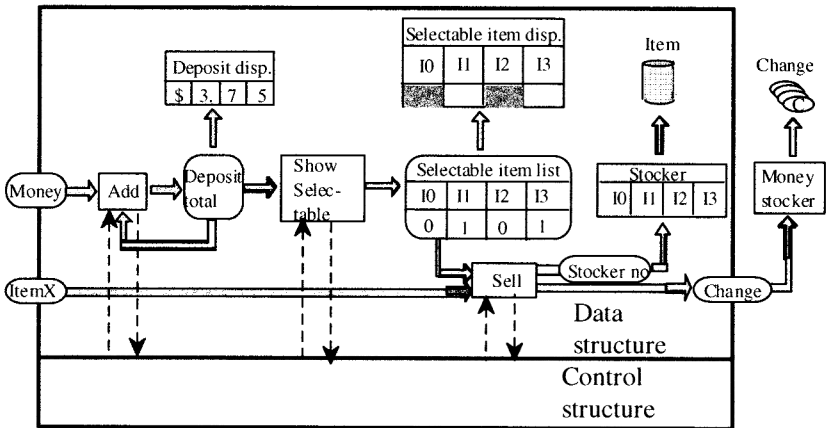 Selectable item disp.
I0 I1 I2 I3
Deposit disp.
$ 3. 7 5
Item
Change
C
Money
Add
Deposit
total
Show
Selec-
table
Selectable item list
I0 I1 I2 I3
0 1 0 1
Stocker
I0 I1 I2 I3
Money
stocker
ItemX
Sell
Stocker no
Change
Data
structure
Control
structure